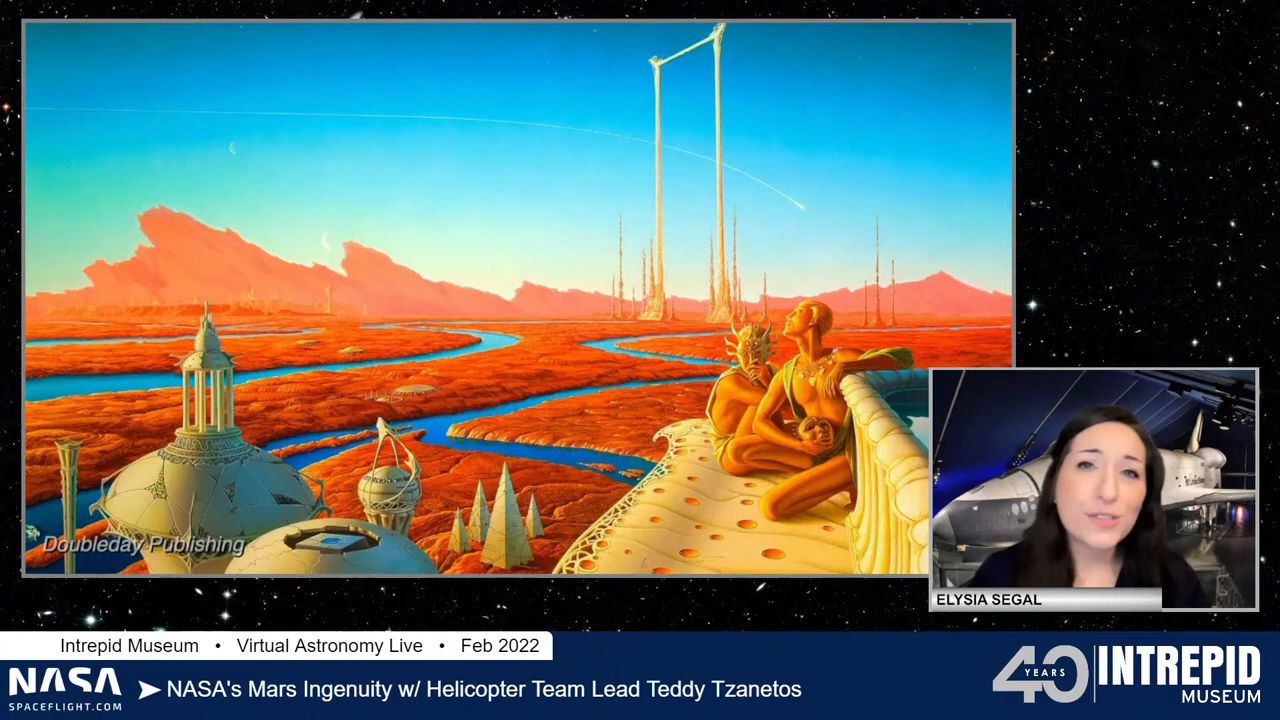 Doubleday Publishing
ELYSIA SEGAL
Intrepid Museum • Virtual Astronomy Live • Feb 2022
NASA
SPACEFLIGHT.COM
NASA's Mars Ingenuity w/ Helicopter Team Lead Teddy Tzanetos
40
YEARS
INTREPID
MUSEUM